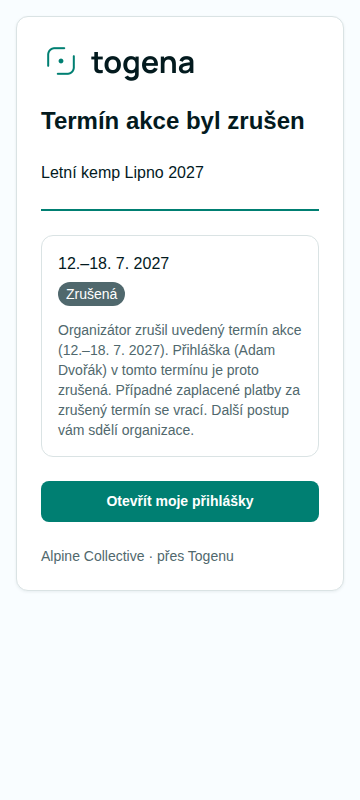 togena
Termín akce byl zrušen
Letní kemp Lipno 2027
12.–18. 7. 2027
Zrušená
Organizátor zrušil uvedený termín akce
(12.–18. 7. 2027). Přihláška (Adam
Dvořák) v tomto termínu je proto
zrušená. Případné zaplacené platby za
zrušený termín se vrací. Další postup
vám sdělí organizace.
Otevřít moje přihlášky
Alpine Collective · přes Togenu